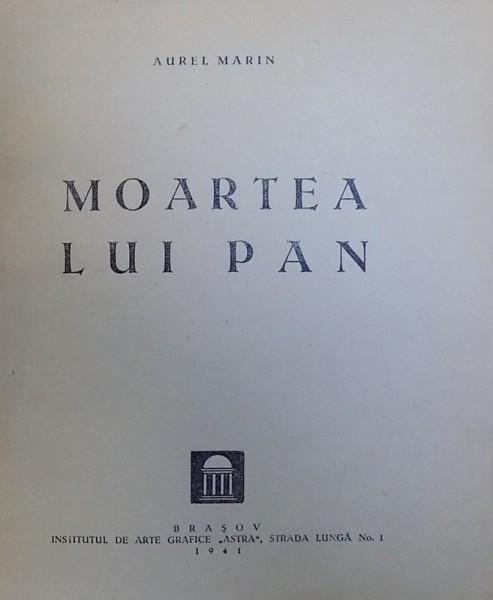 AUREL MARIN
MOARTEA
LUI PAN
BRAŞOV
INSTITUTUL DE ARTE GRAFICE „ASTRA“, STRADA LUNGĂ No. 1
1941